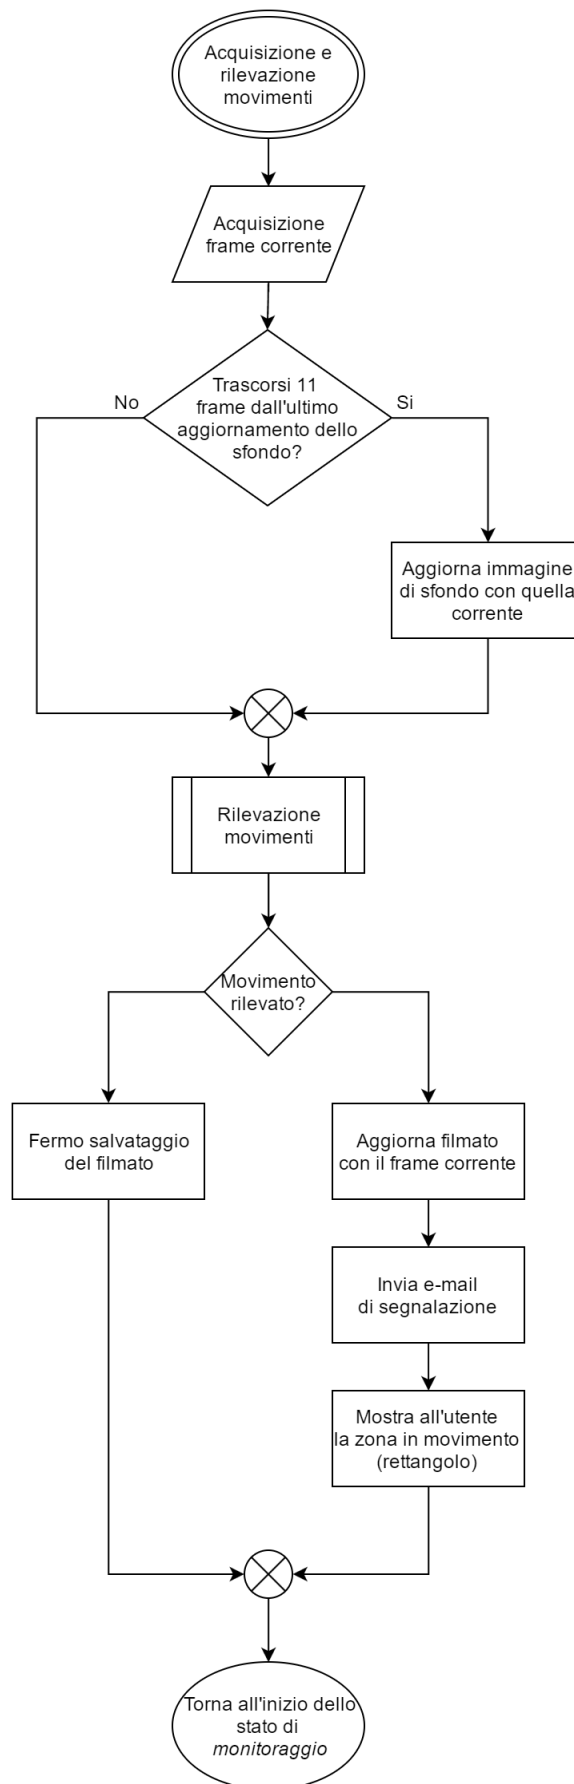 Acquisizione e
rilevazione
movimenti
Acquisizione
frame corrente
Trascorsi 11
frame dall'ultimo
aggiornamento dello
sfondo?
No
Si
Aggiorna immagine
di sfondo con quella
corrente
Rilevazione
movimenti
Movimento
rilevato?
Fermo salvataggio
del filmato
Aggiorna filmato
con il frame corrente
Invia e-mail
di segnalazione
Mostra all'utente
la zona in movimento
(rettangolo)
Torna all'inizio dello
stato di
monitoraggio